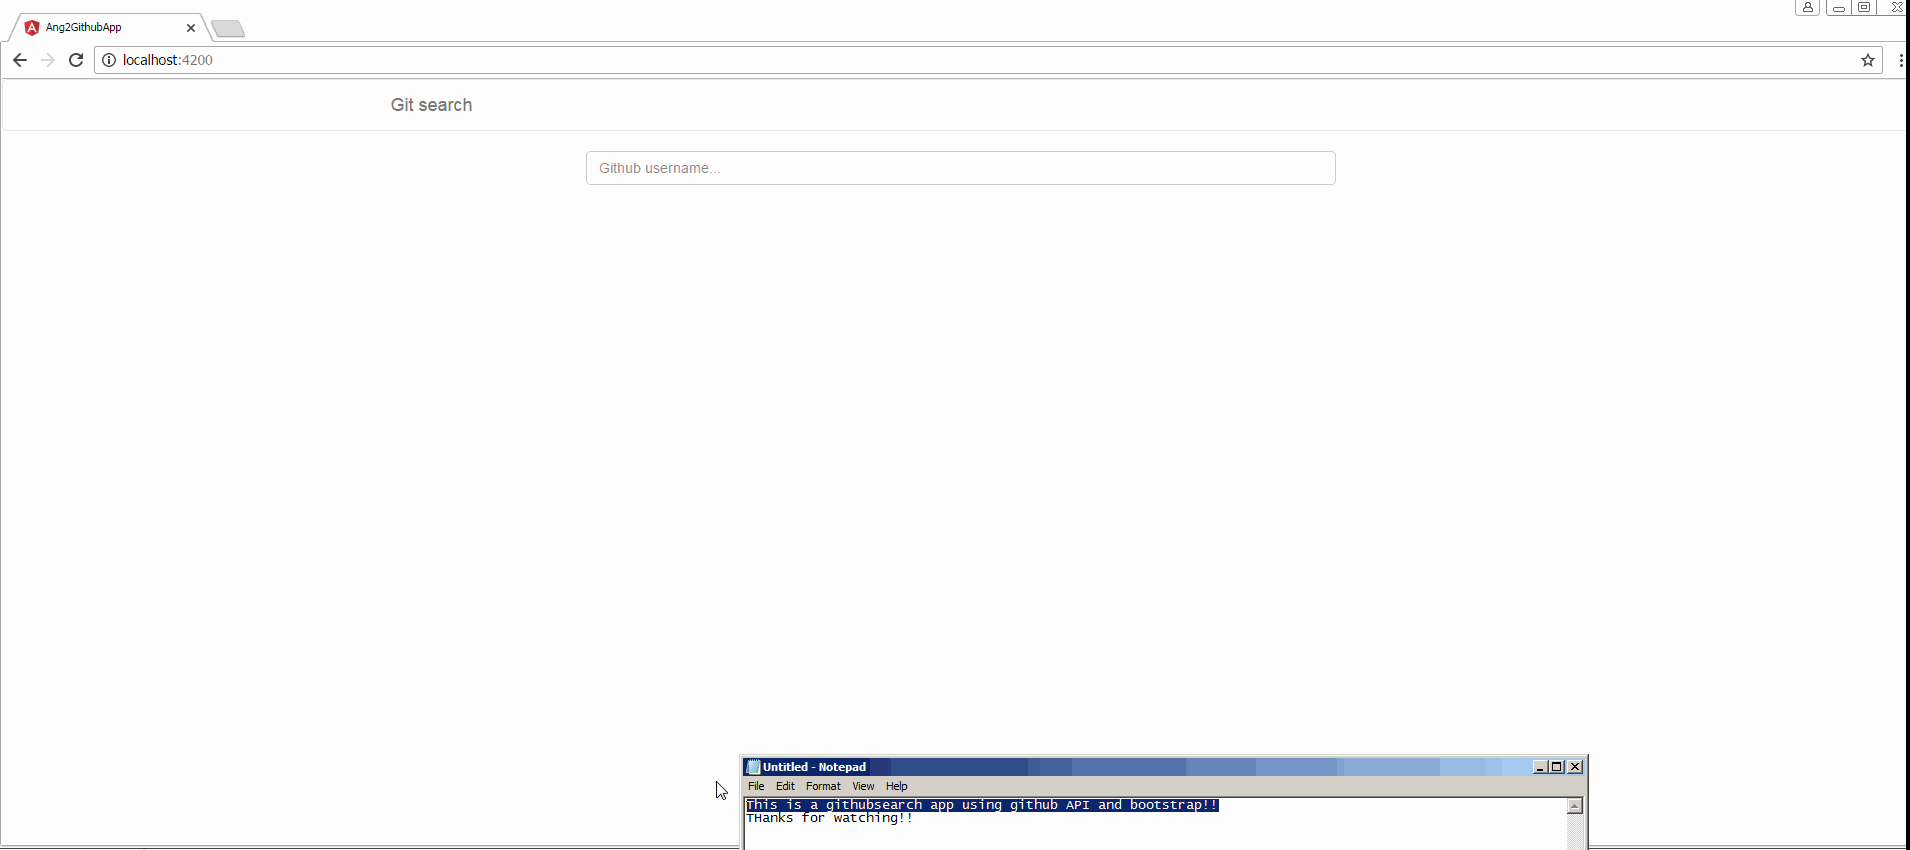 Ang2GithubApp
localhost:4200
Git search
Github username...
Untitled - Notepad
File Edit Format View Help
This is a githubsearch app using github API and bootstrap!!
THanks for watching!!